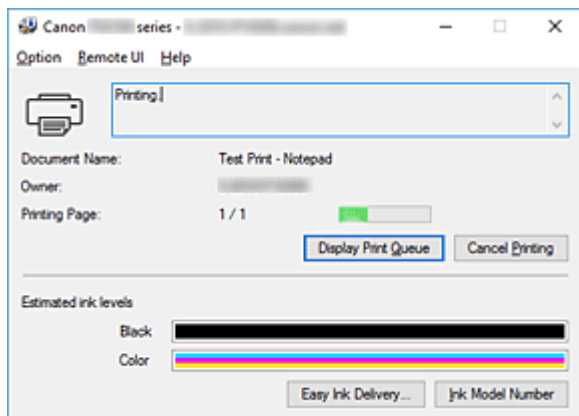 Canon series -
Option Remote UI Help
Printing.
Document Name: Test Print - Notepad
Owner:
Printing Page: 1 / 1
Display Print Queue Cancel Printing
Estimated ink levels
Black
Color
Easy Ink Delivery... Ink Model Number